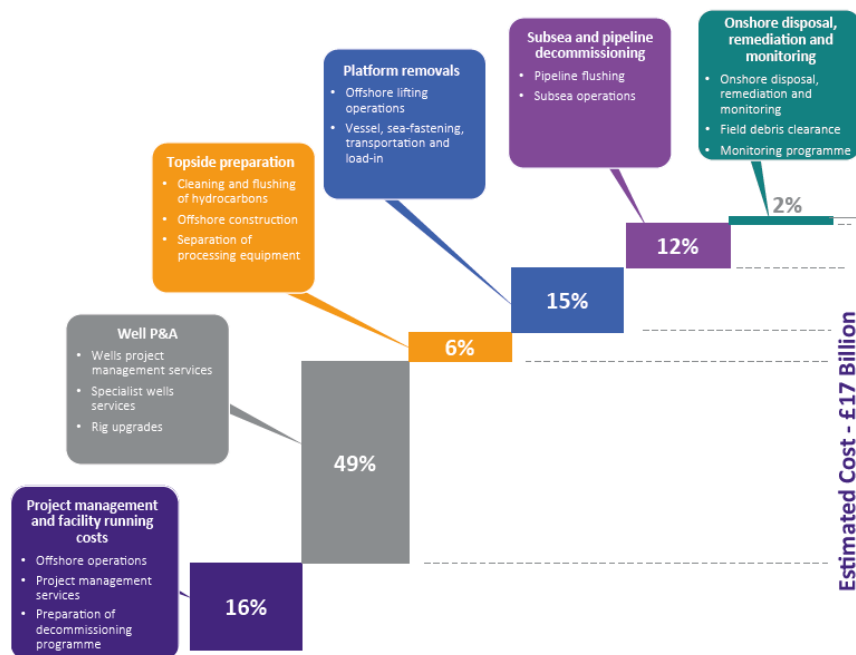 Onshore disposal,
remediation and
monitoring
• Onshore disposal,
remediation and
monitoring
• Field debris clearance
• Monitoring programme
Subsea and pipeline
decommissioning
• Pipeline flushing
• Subsea operations
Platform removals
• Offshore lifting
operations
• Vessel, sea-fastening,
transportation and
load-in
Topside preparation
• Cleaning and flushing
of hydrocarbons
• Offshore construction
• Separation of
processing equipment
Well P&A
• Wells project
management services
• Specialist wells
services
• Rig upgrades
Project management
and facility running
costs
• Offshore operations
• Project management
services
• Preparation of
decommissioning
programme
16%
49%
6%
15%
12%
2%
Estimated Cost - £17 Billion